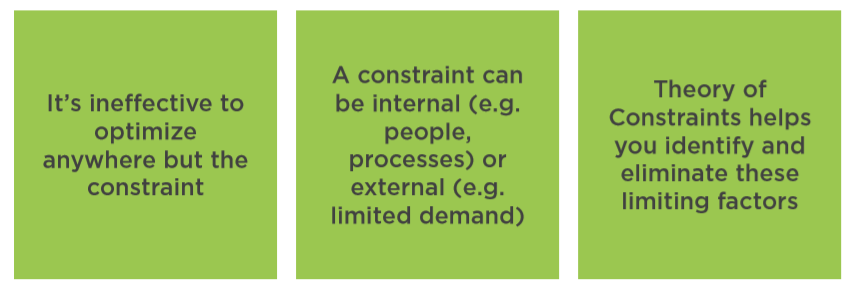 It’s ineffective to
optimize
anywhere but the
constraint
A constraint can
be internal (e.g.
people,
processes) or
external (e.g.
limited demand)
Theory of
Constraints helps
you identify and
eliminate these
limiting factors